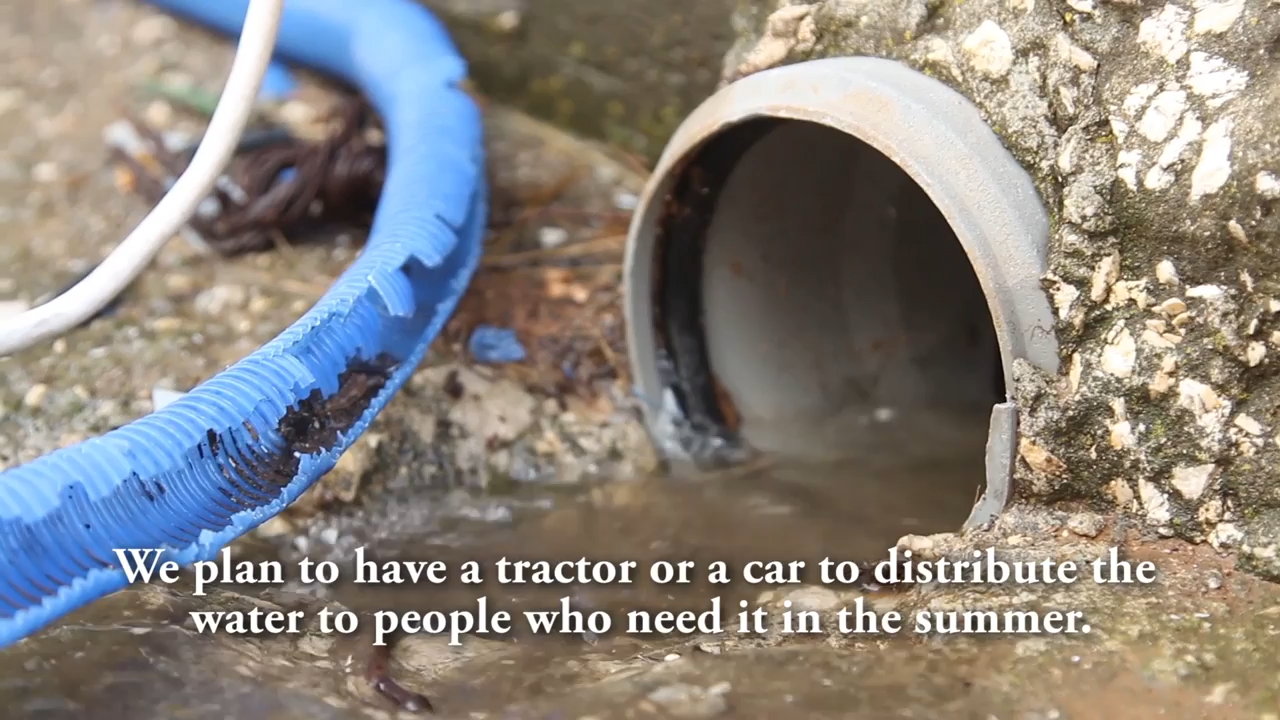 We plan to have a tractor or a car to distribute the
water to people who need it in the summer.